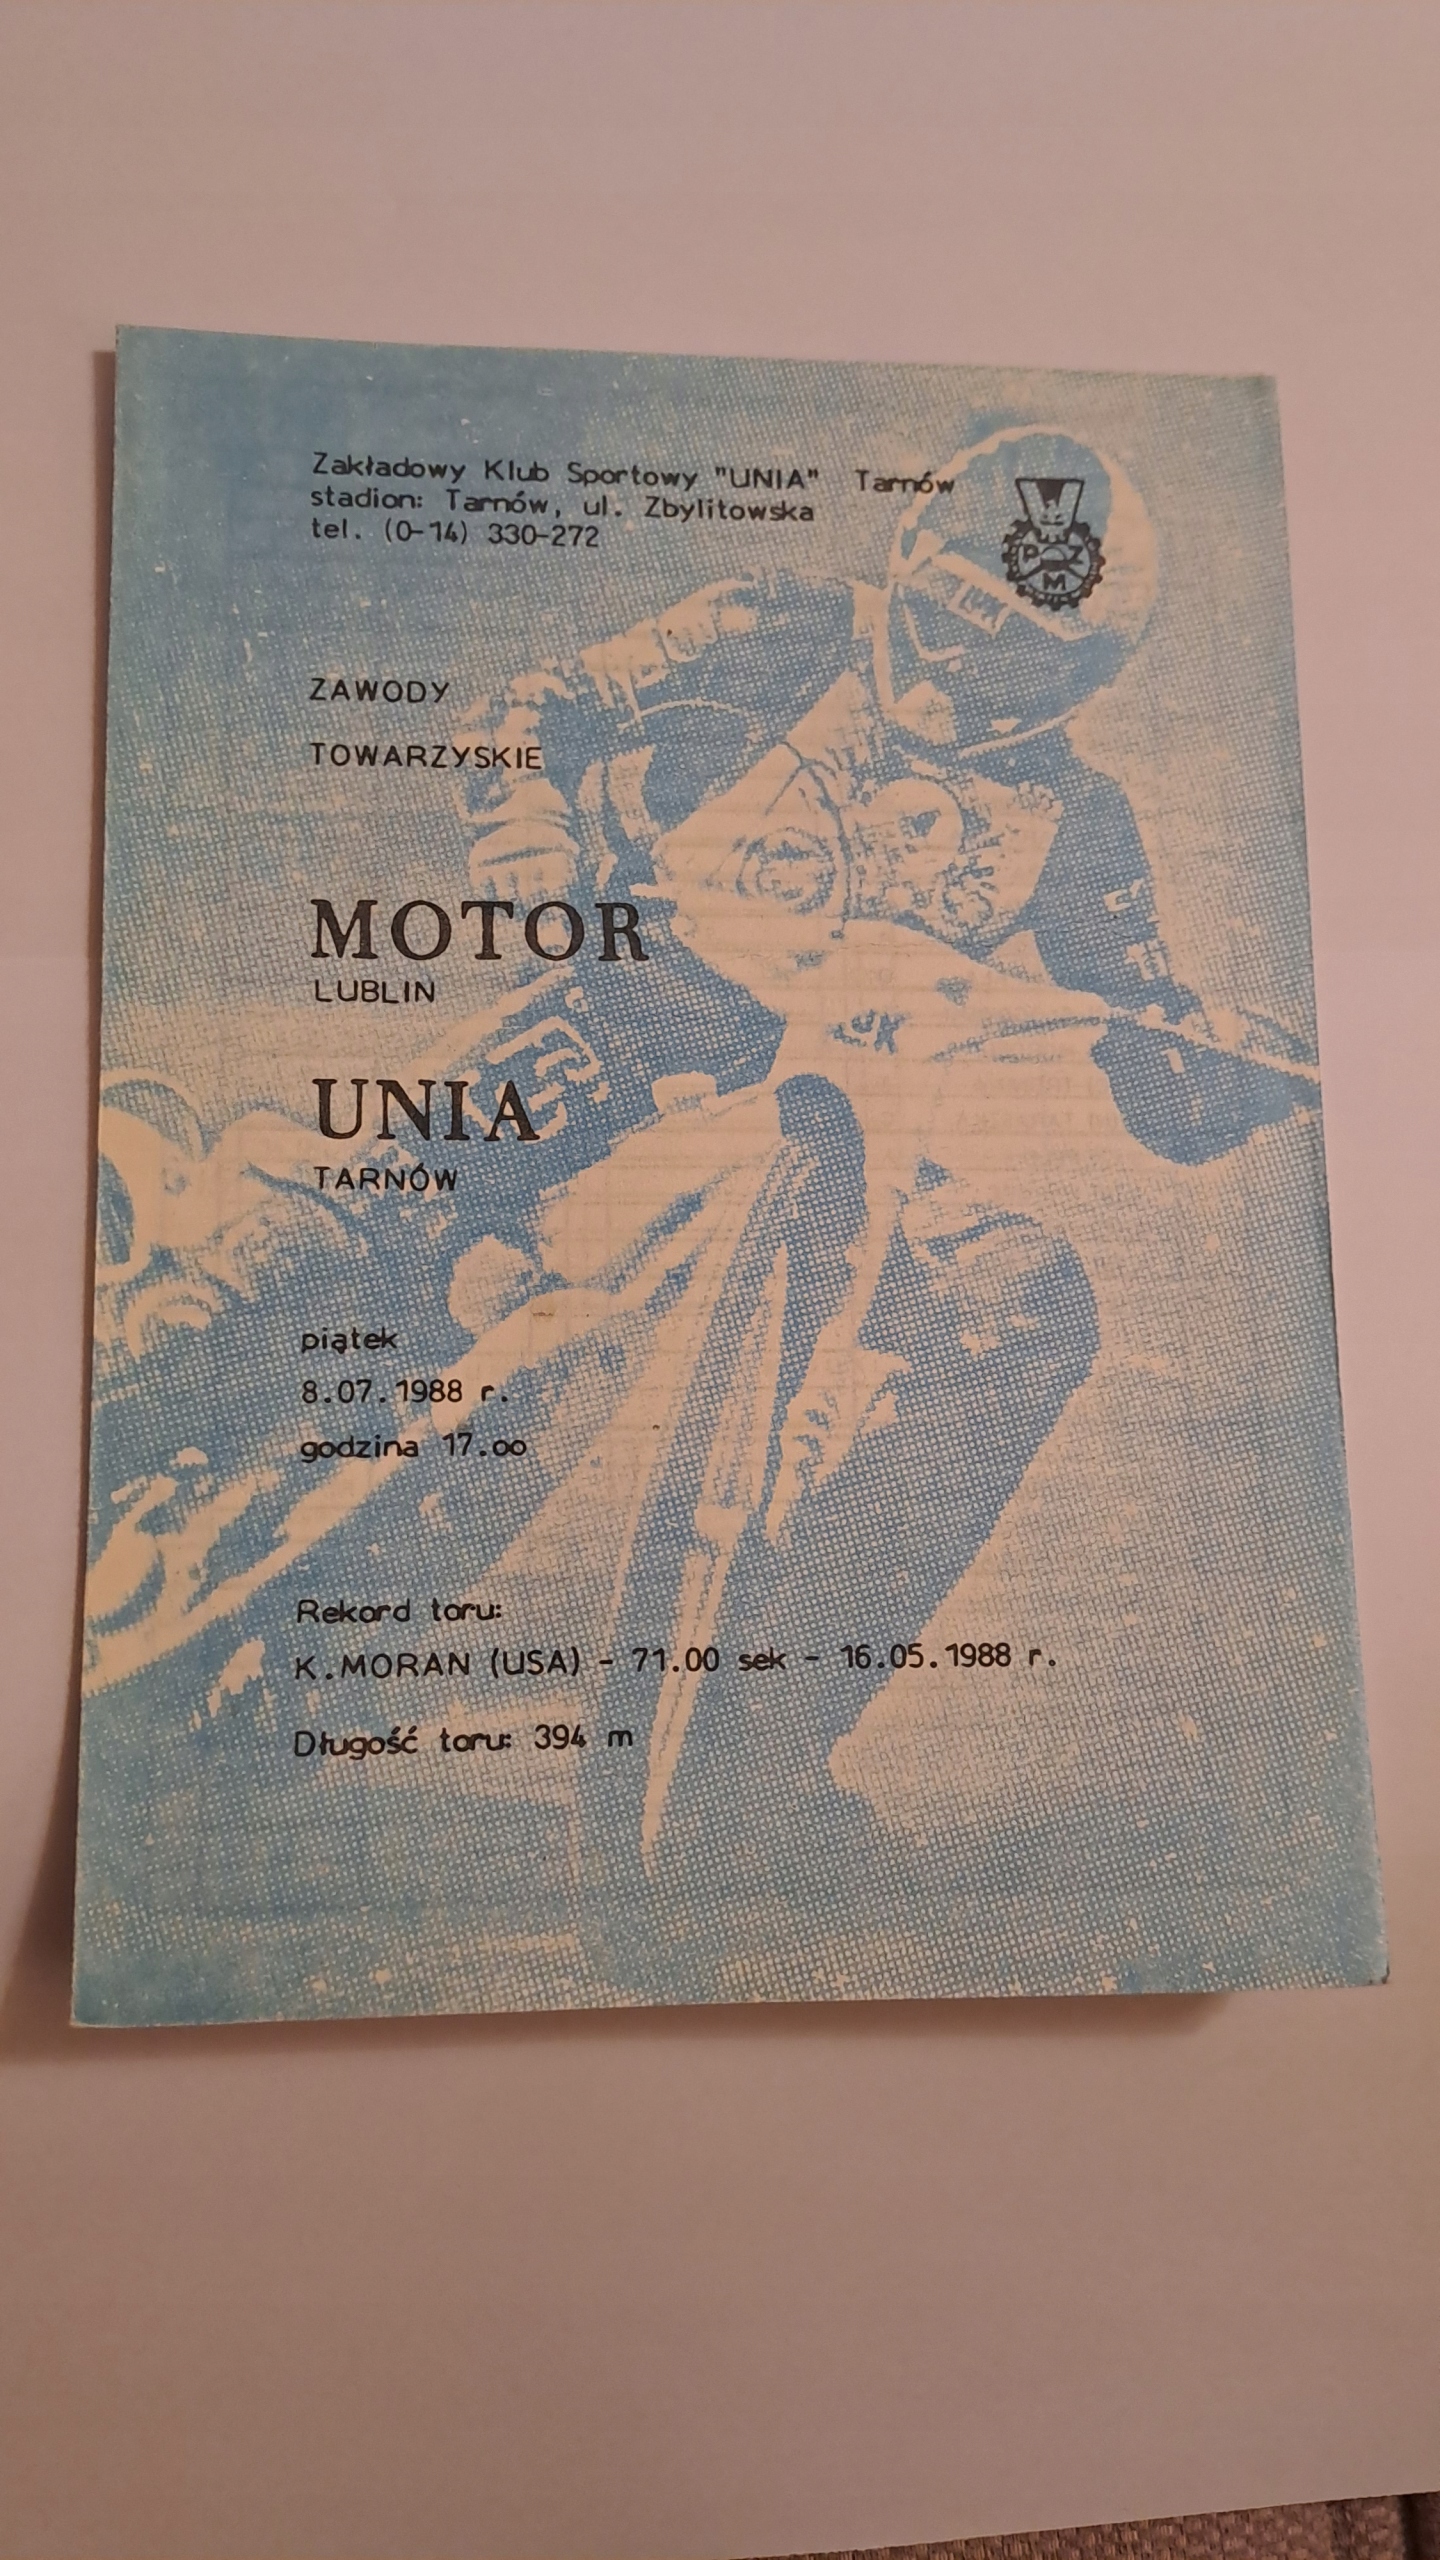 Zakładowy Klub Sportowy "UNIA" Tarnów
stadion: Tarnów, ul. Zbylitowska
tel. (0-14) 330-272
P Z
M
ZAWODY
TOWARZYSKIE
MOTOR
LUBLIN
UNIA
TARNÓW
piątek
8.07.1988 r.
godzina 17.oo
Rekord toru:
K.MORAN (USA) - 71.00 sek - 16.05.1988 r.
Długość toru: 394 m